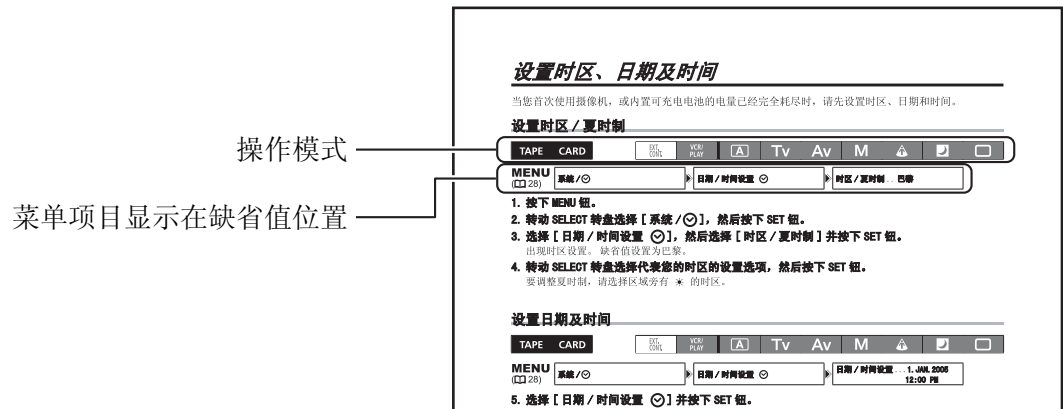 设置时区、日期及时间
当您首次使用摄像机，或内置可充电电池的电量已经完全耗尽时，请先设置时区、日期和时间。
设置时区 / 夏时制
操作模式
TAPE CARD EXT. CONT. VCR/ PLAY A Tv Av M
菜单项目显示在缺省值位置
MENU (28) 系统 / 日期 / 时间设置 时区 / 夏时制 . . 巴黎
1. 按下 MENU 钮。
2. 转动 SELECT 转盘选择 [ 系统 / ]，然后按下 SET 钮。
3. 选择 [ 日期 / 时间设置 ]，然后选择 [ 时区 / 夏时制 ] 并按下 SET 钮。
出现时区设置。 缺省值设置为巴黎。
4. 转动 SELECT 转盘选择代表您的时区的设置选项，然后按下 SET 钮。
要调整夏时制，请选择区域旁有 ☀ 的时区。
设置日期及时间
TAPE CARD EXT. CONT. VCR/ PLAY A Tv Av M
MENU (28) 系统 / 日期 / 时间设置 日期 / 时间设置 . . . 1. JAN. 2005
12:00 PM
5. 选择 [ 日期 / 时间设置 ] 并按下 SET 钮。